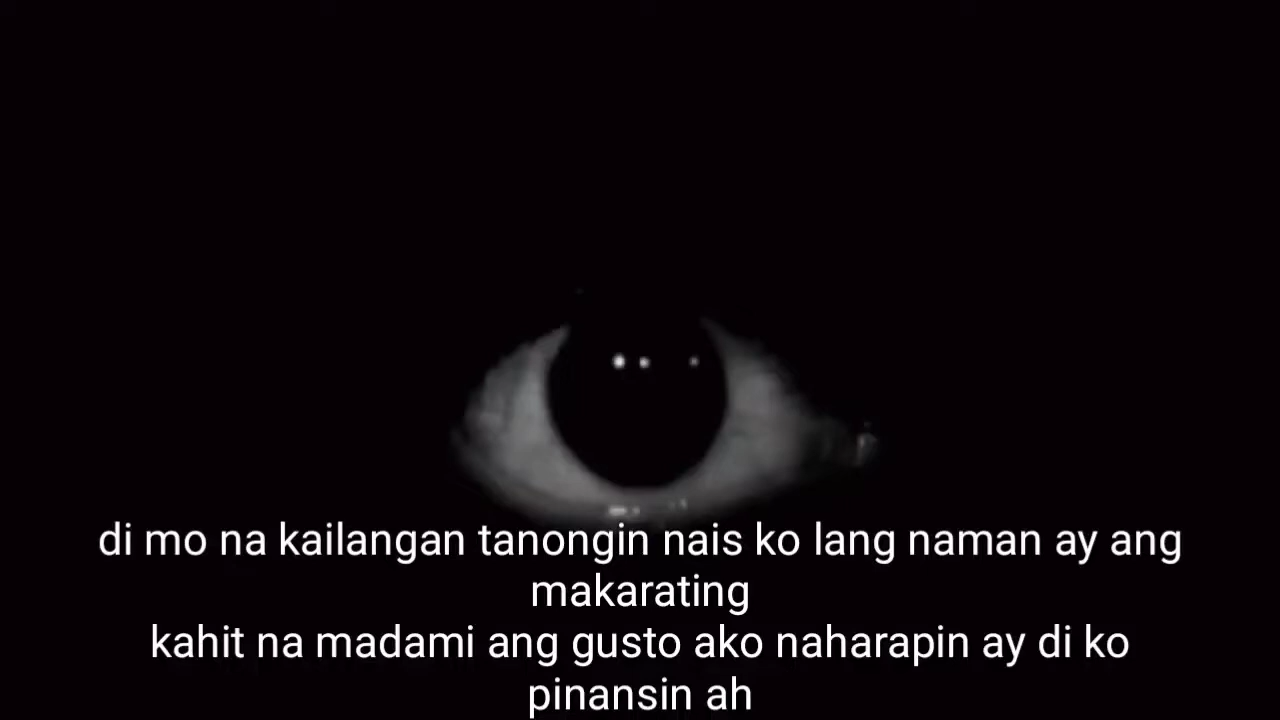 di mo na kailangan tanongin nais ko lang naman ay ang
makarating
kahit na madami ang gusto ako naharapin ay di ko
pinansin ah